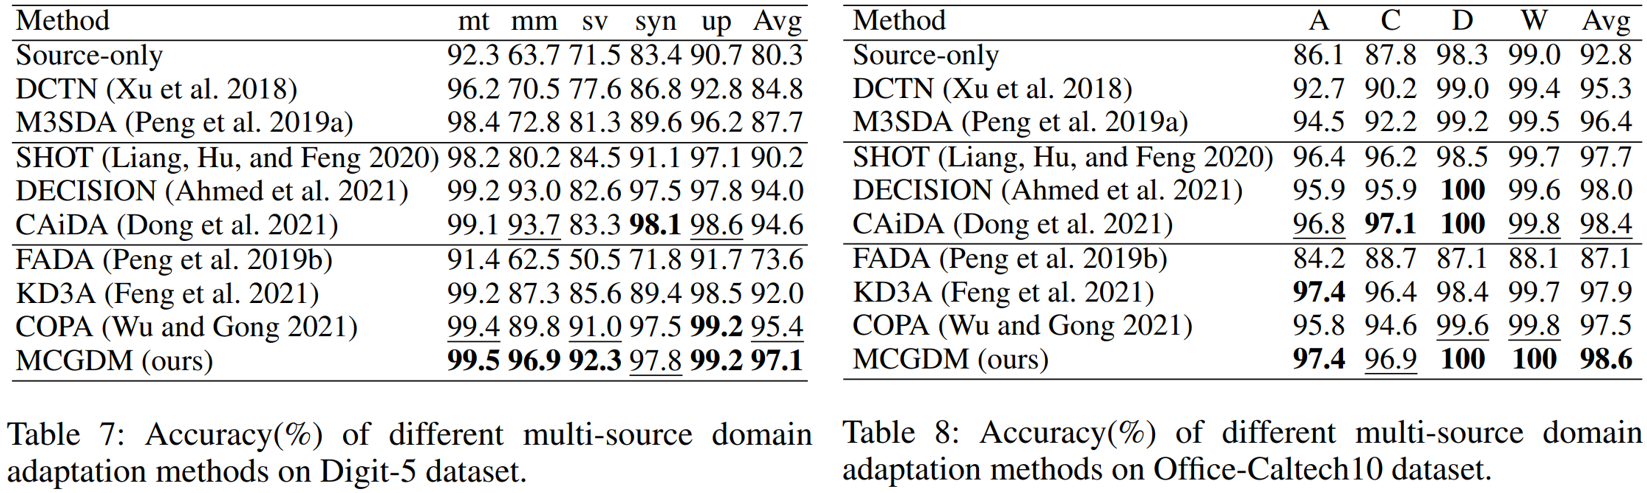 Method mt mm sv syn up Avg
Source-only 92.3 63.7 71.5 83.4 90.7 80.3
DCTN (Xu et al. 2018) 96.2 70.5 77.6 86.8 92.8 84.8
M3SDA (Peng et al. 2019a) 98.4 72.8 81.3 89.6 96.2 87.7
SHOT (Liang, Hu, and Feng 2020) 98.2 80.2 84.5 91.1 97.1 90.2
DECISION (Ahmed et al. 2021) 99.2 93.0 82.6 97.5 97.8 94.0
CAiDA (Dong et al. 2021) 99.1 93.7 83.3 98.1 98.6 94.6
FADA (Peng et al. 2019b) 91.4 62.5 50.5 71.8 91.7 73.6
KD3A (Feng et al. 2021) 99.2 87.3 85.6 89.4 98.5 92.0
COPA (Wu and Gong 2021) 99.4 89.8 91.0 97.5 99.2 95.4
MCGDM (ours) 99.5 96.9 92.3 97.8 99.2 97.1
Table 7: Accuracy(%) of different multi-source domain
adaptation methods on Digit-5 dataset.
Method A C D W Avg
Source-only 86.1 87.8 98.3 99.0 92.8
DCTN (Xu et al. 2018) 92.7 90.2 99.0 99.4 95.3
M3SDA (Peng et al. 2019a) 94.5 92.2 99.2 99.5 96.4
SHOT (Liang, Hu, and Feng 2020) 96.4 96.2 98.5 99.7 97.7
DECISION (Ahmed et al. 2021) 95.9 95.9 100 99.6 98.0
CAiDA (Dong et al. 2021) 96.8 97.1 100 99.8 98.4
FADA (Peng et al. 2019b) 84.2 88.7 87.1 88.1 87.1
KD3A (Feng et al. 2021) 97.4 96.4 98.4 99.7 97.9
COPA (Wu and Gong 2021) 95.8 94.6 99.6 99.8 97.5
MCGDM (ours) 97.4 96.9 100 100 98.6
Table 8: Accuracy(%) of different multi-source domain
adaptation methods on Office-Caltech10 dataset.